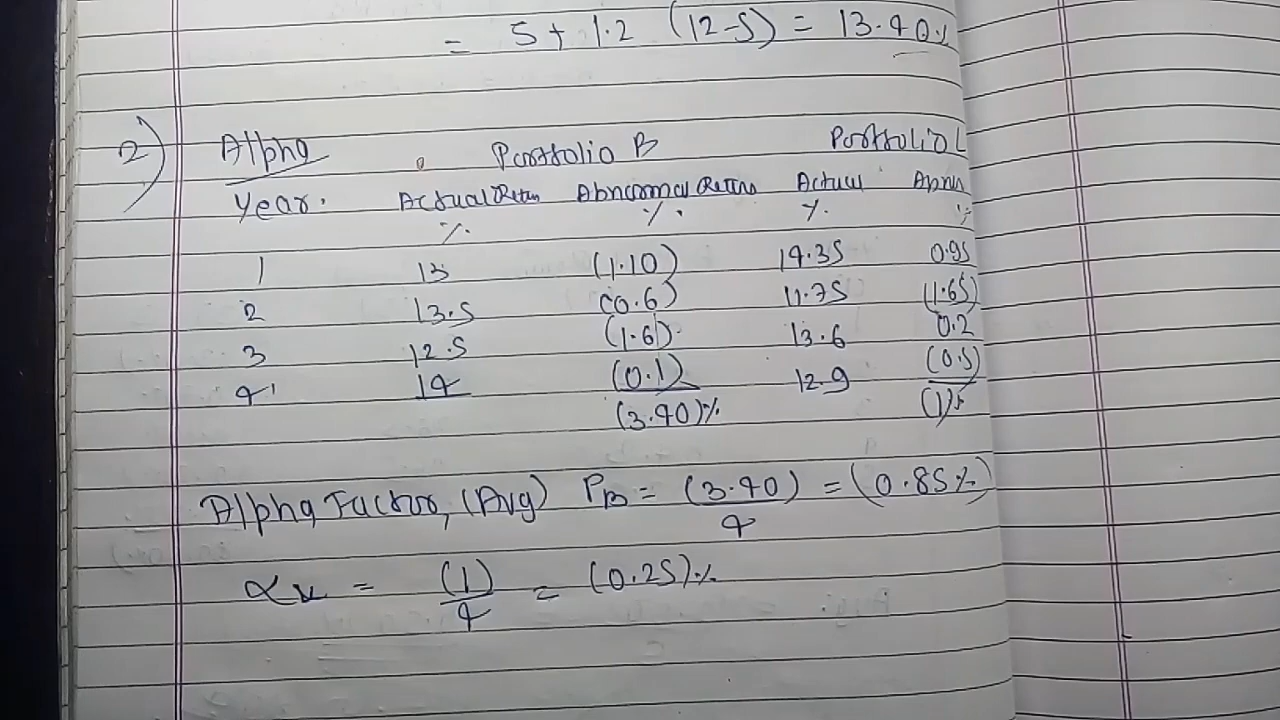 = 5 + 1.2 (12-5) = 13.40%
2) Alpha Portfolio B Portfolio L
Year. Actual Return Abnormal Return Actual
% % % %
1 13 (1.10) 14.35 0.95
2 13.5 (0.6) 11.75 (1.65)
3 12.5 (1.6) 13.6 0.2
4 14 (0.1) 12.9 (0.5)
(3.40)% (1)%
Alpha Factor, (Avg) PB = (3.40)/4 = (0.85%)
= (1)/4 = (0.25)%